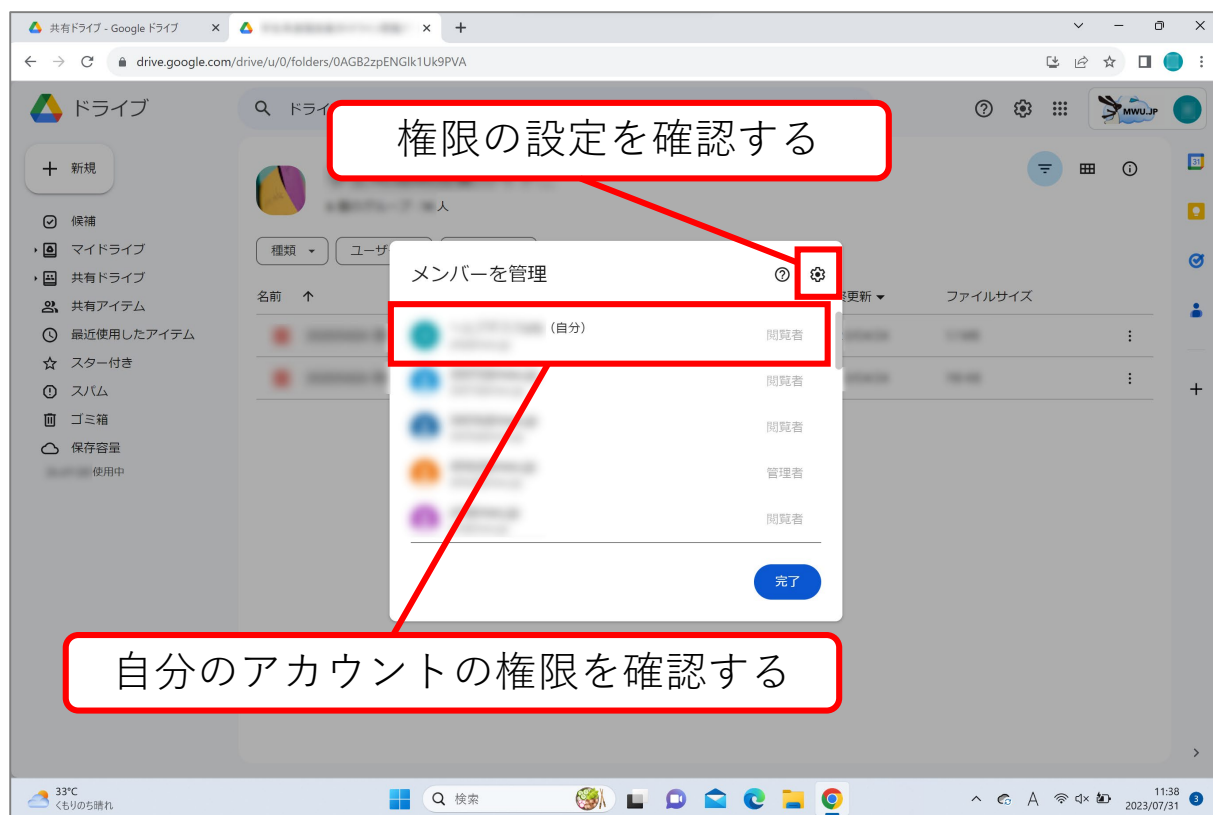 共有ドライブ - Google ドライブ
drive.google.com/drive/u/0/folders/0AGB2zpENGlk1Uk9PVA
ドライブ
ドライ
MWU.JP
権限の設定を確認する
新規
31
人
候補
マイドライブ
共有ドライブ
共有アイテム
最近使用したアイテム
スター付き
スパム
ゴミ箱
保存容量
使用中
種類
ユーザ
名前
終更新
ファイルサイズ
メンバーを管理
(自分)
閲覧者
閲覧者
閲覧者
管理者
閲覧者
完了
自分のアカウントの権限を確認する
33°C
くもりのち晴れ
検索
A
11:38
2023/07/31
3